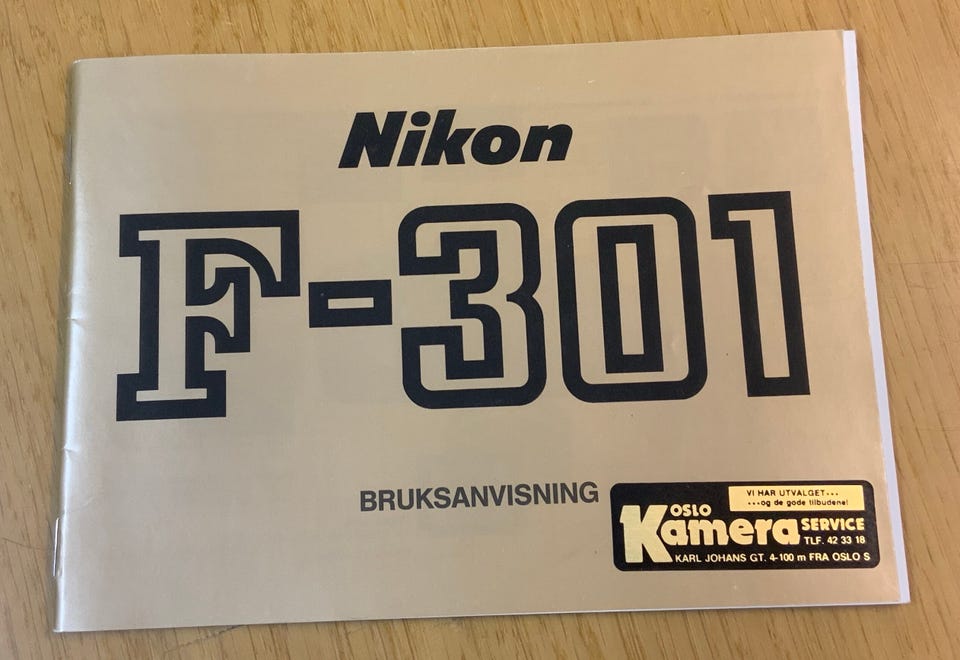 Nikon
F-301
BRUKSANVISNING
VI HAR UTVALGET...
...og de gode tilbudene!
OSLO
Kamera SERVICE
TLF. 42 33 18
KARL JOHANS GT. 4-100 m FRA OSLO S